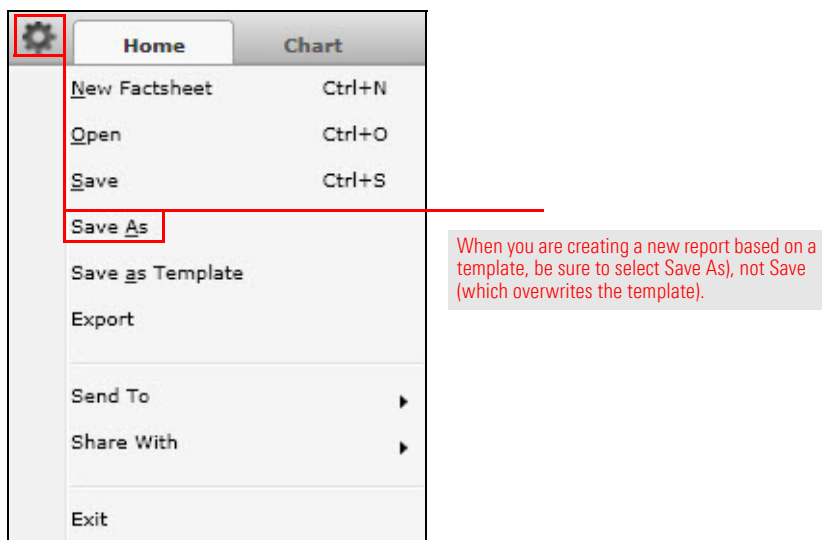 Home Chart
New Factsheet Ctrl+N
Open Ctrl+O
Save Ctrl+S
Save As
Save as Template
Export
Send To
Share With
Exit
When you are creating a new report based on a
template, be sure to select Save As), not Save
(which overwrites the template).